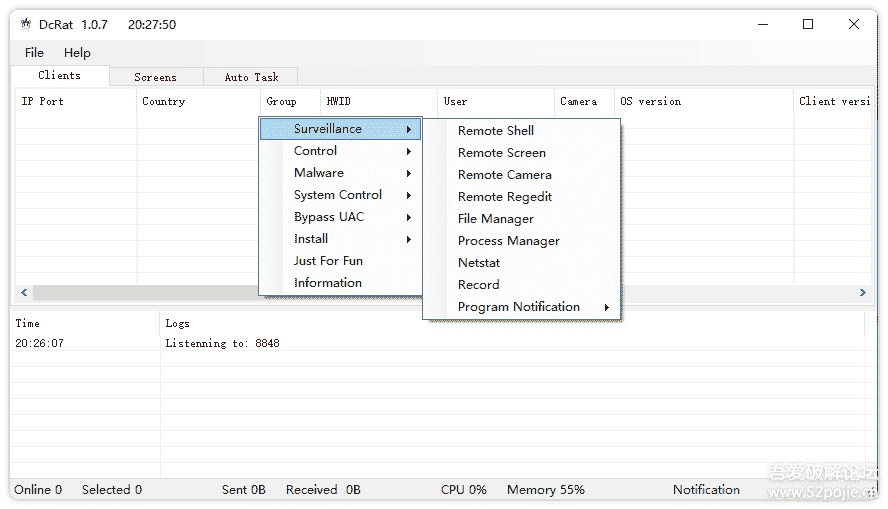 DcRat 1.0.7 20:27:50
File Help
Clients Screens Auto Task
IP Port Country Group HWID User Camera OS version Client versi
Surveillance
Control
Malware
System Control
Bypass UAC
Install
Just For Fun
Information
Remote Shell
Remote Screen
Remote Camera
Remote Regedit
File Manager
Process Manager
Netstat
Record
Program Notification
Time Logs
20:26:07 Listenning to: 8848
吾爱破解论坛
www.52pojie.cn
Online 0 Selected 0 Sent 0B Received 0B CPU 0% Memory 55% Notification